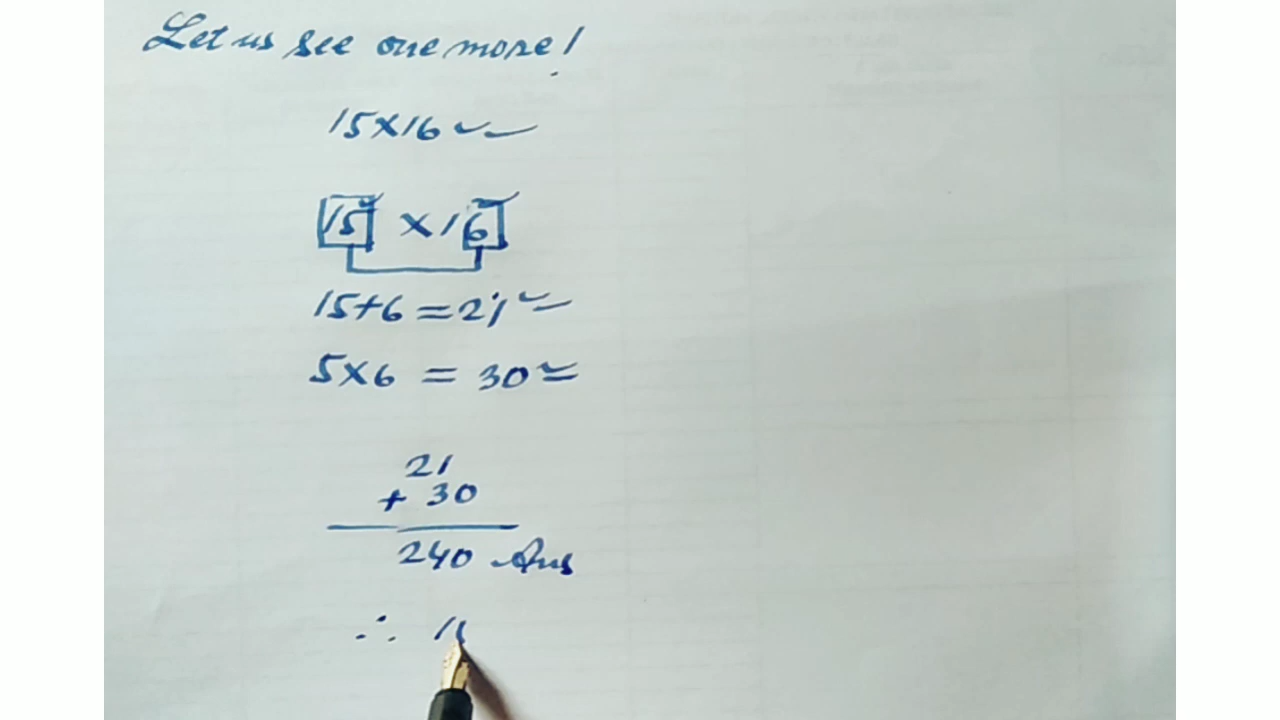 Let us see one more!
15×16
15 × 16
15+6 = 21
5×6 = 30
21
+ 30
240 Ans
∴ 1